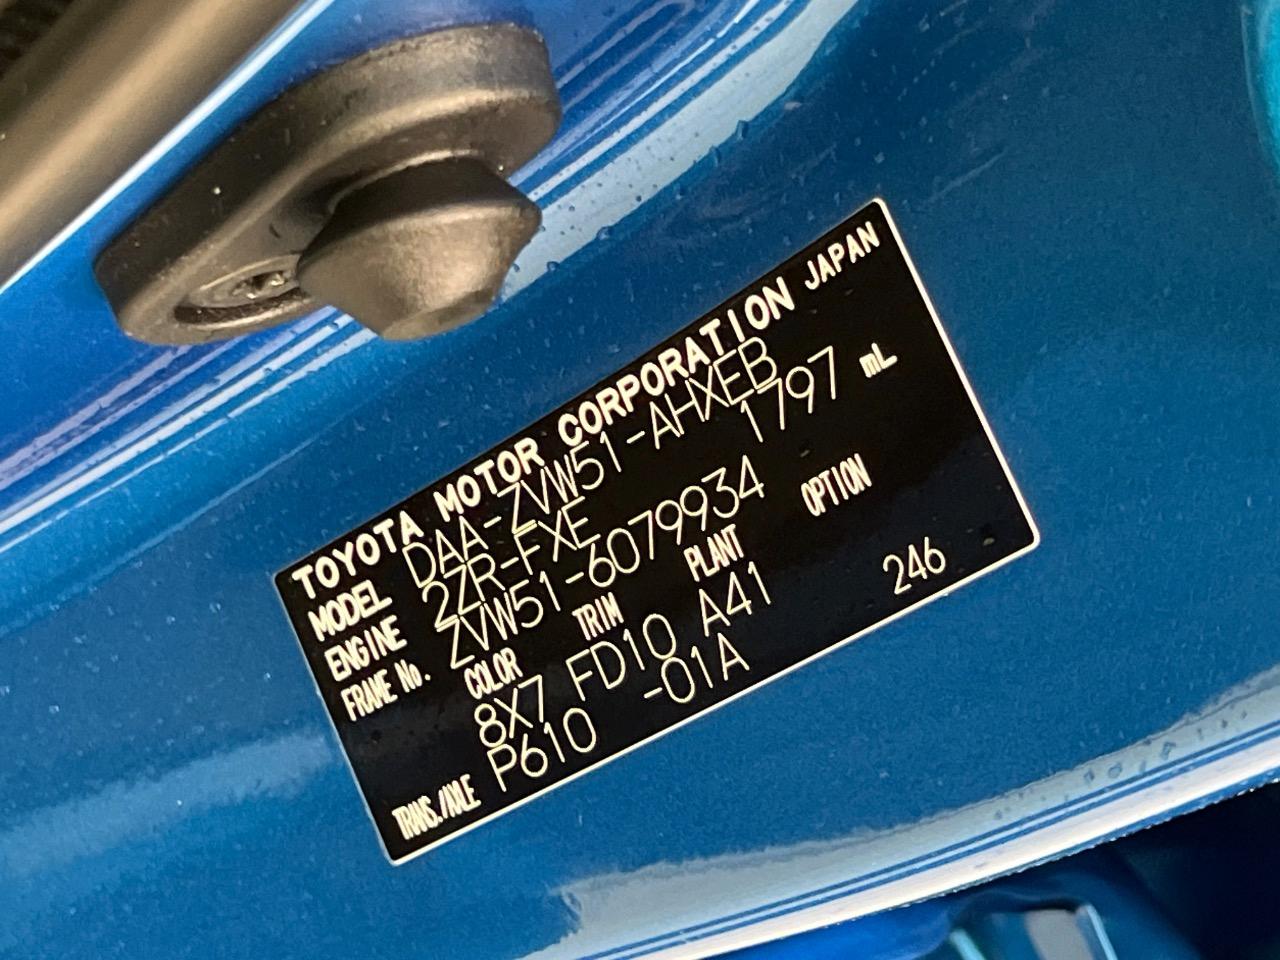 TOYOTA MOTOR CORPORATION JAPAN
MODEL DAA-ZVW51-AHXEB
ENGINE 2ZR-FXE 1797 mL
FRAME No. ZVW51-6079934
COLOR TRIM PLANT OPTION
8X7 FD10 A41 246
TRANS./AXLE P610 -01A